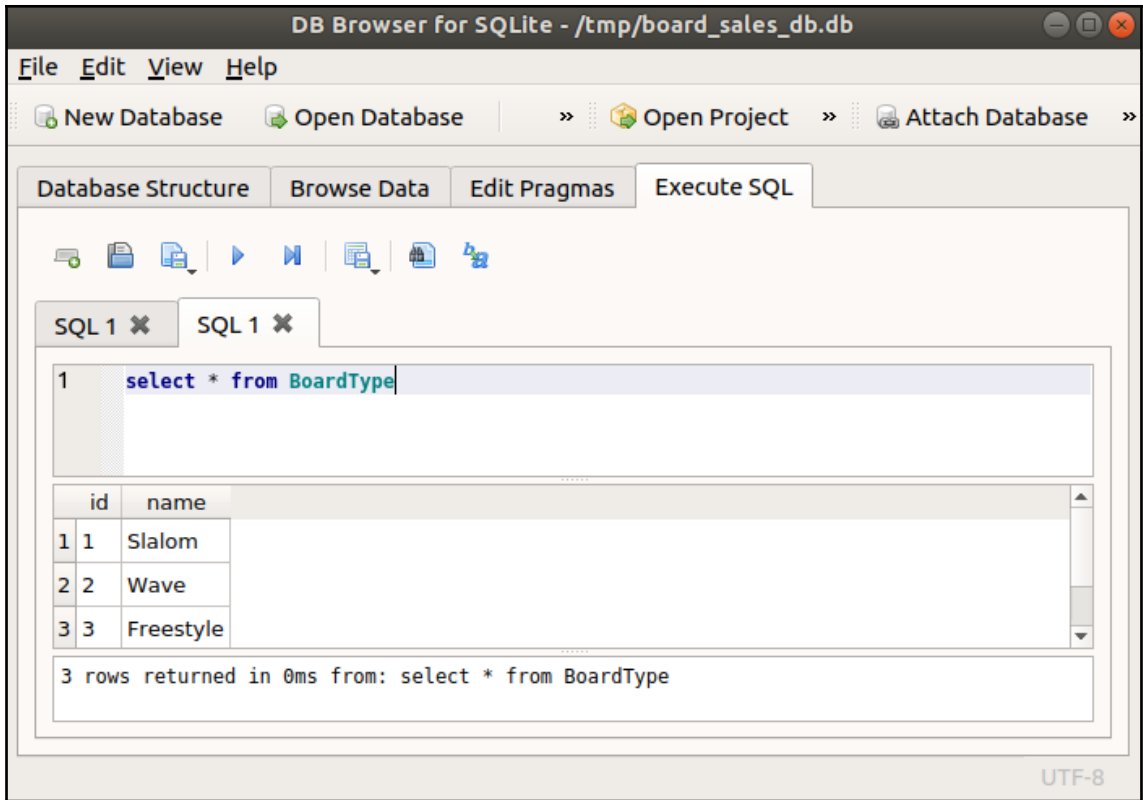 DB Browser for SQLite - /tmp/board_sales_db.db
File Edit View Help
New Database Open Database » Open Project » Attach Database »
Database Structure Browse Data Edit Pragmas Execute SQL
SQL 1 SQL 1
1 select * from BoardType
id name
1 1 Slalom
2 2 Wave
3 3 Freestyle
3 rows returned in 0ms from: select * from BoardType
UTF-8